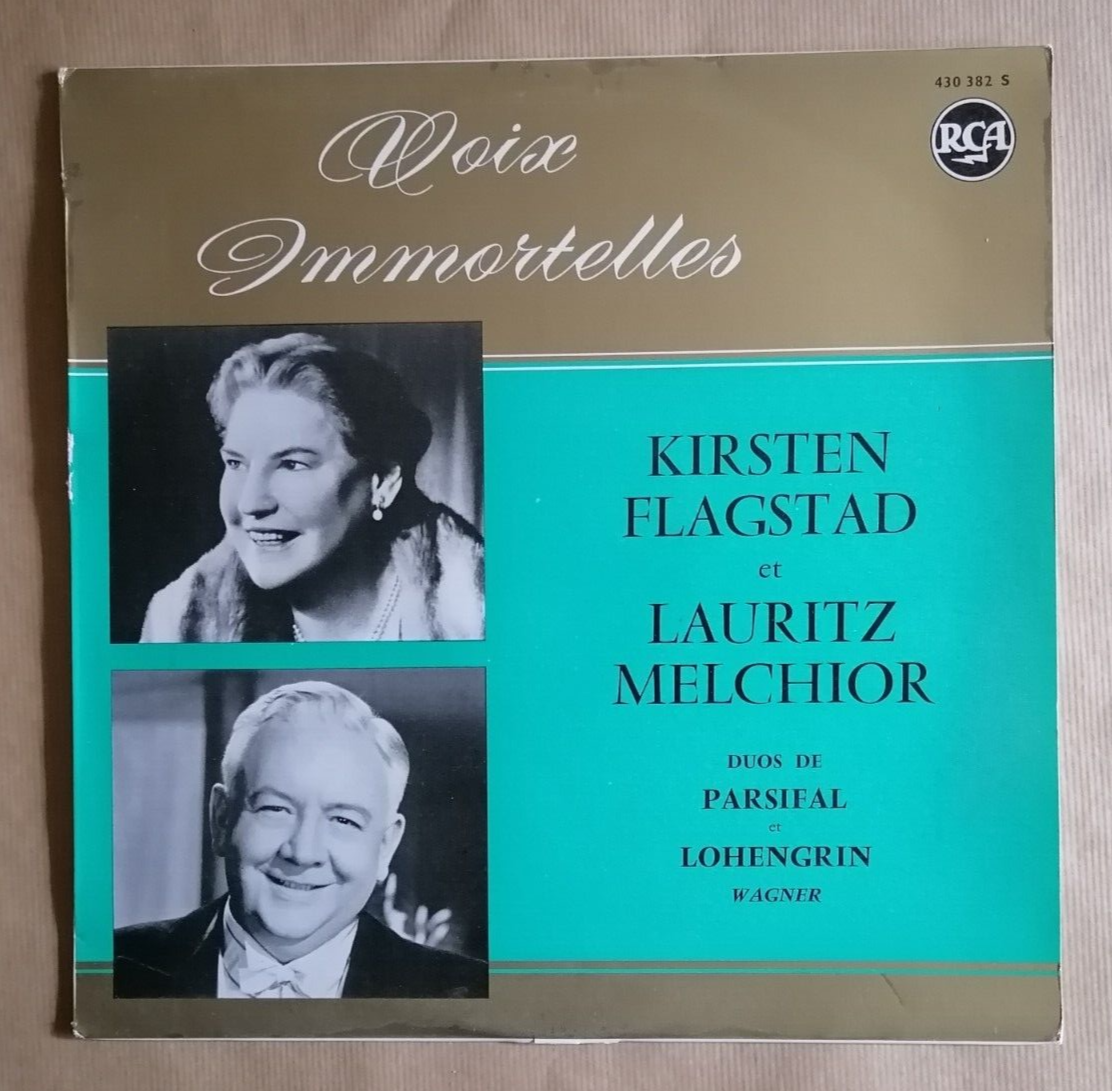 430 382 S
RCA
Voix
Immortelles
KIRSTEN
FLAGSTAD
et
LAURITZ
MELCHIOR
DUOS DE
PARSIFAL
et
LOHENGRIN
WAGNER